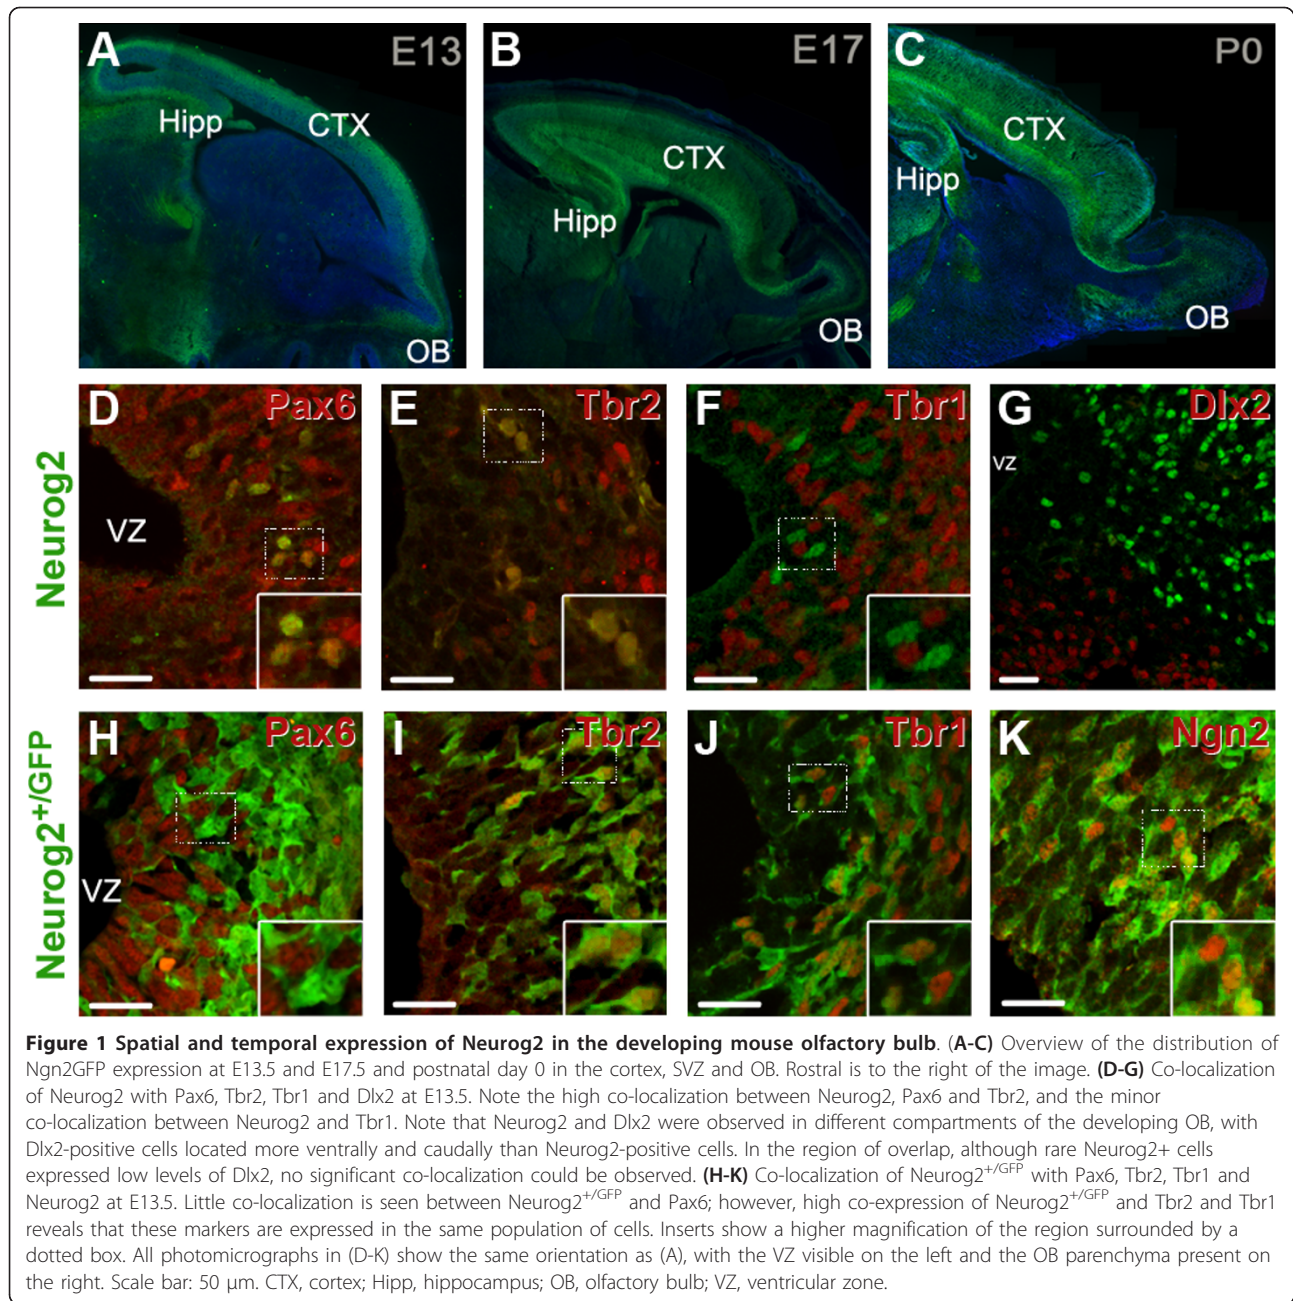 A E13
Hipp CTX
OB
B E17
CTX
Hipp
OB
C P0
CTX
Hipp
OB
Neurog2
D Pax6
VZ
E Tbr2
F Tbr1
G Dlx2
VZ
Neurog2+/GFP
H Pax6
VZ
I Tbr2
J Tbr1
K Ngn2
Figure 1 Spatial and temporal expression of Neurog2 in the developing mouse olfactory bulb. (A-C) Overview of the distribution of
Ngn2GFP expression at E13.5 and E17.5 and postnatal day 0 in the cortex, SVZ and OB. Rostral is to the right of the image. (D-G) Co-localization
of Neurog2 with Pax6, Tbr2, Tbr1 and Dlx2 at E13.5. Note the high co-localization between Neurog2, Pax6 and Tbr2, and the minor
co-localization between Neurog2 and Tbr1. Note that Neurog2 and Dlx2 were observed in different compartments of the developing OB, with
Dlx2-positive cells located more ventrally and caudally than Neurog2-positive cells. In the region of overlap, although rare Neurog2+ cells
expressed low levels of Dlx2, no significant co-localization could be observed. (H-K) Co-localization of Neurog2+/GFP with Pax6, Tbr2, Tbr1 and
Neurog2 at E13.5. Little co-localization is seen between Neurog2+/GFP and Pax6; however, high co-expression of Neurog2+/GFP and Tbr2 and Tbr1
reveals that these markers are expressed in the same population of cells. Inserts show a higher magnification of the region surrounded by a
dotted box. All photomicrographs in (D-K) show the same orientation as (A), with the VZ visible on the left and the OB parenchyma present on
the right. Scale bar: 50 μm. CTX, cortex; Hipp, hippocampus; OB, olfactory bulb; VZ, ventricular zone.